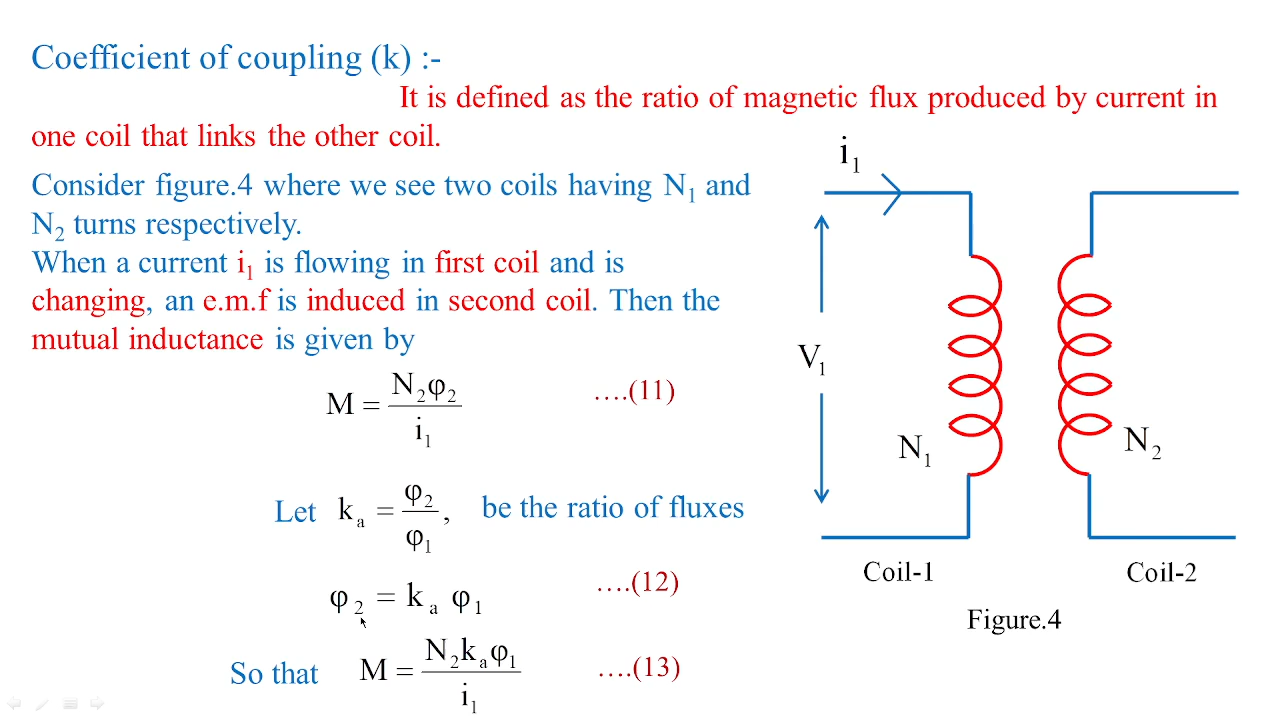 Coefficient of coupling (k) :-
It is defined as the ratio of magnetic flux produced by current in
one coil that links the other coil.
Consider figure.4 where we see two coils having N₁ and
N₂ turns respectively.
When a current i₁ is flowing in first coil and is
changing, an e.m.f is induced in second coil. Then the
mutual inductance is given by
M = N₂φ₂ / i₁ ….(11)
Let kₐ = φ₂ / φ₁, be the ratio of fluxes
φ₂ = kₐ φ₁ ….(12)
So that M = N₂kₐφ₁ / i₁ ….(13)
i₁
V₁
N₁
N₂
Coil-1
Coil-2
Figure.4